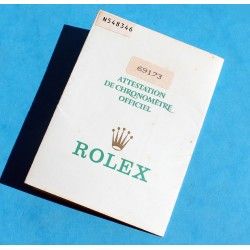 N548346
69173
ATTESTATION
DE CHRONOMÈTRE
OFFICIEL
ROLEX